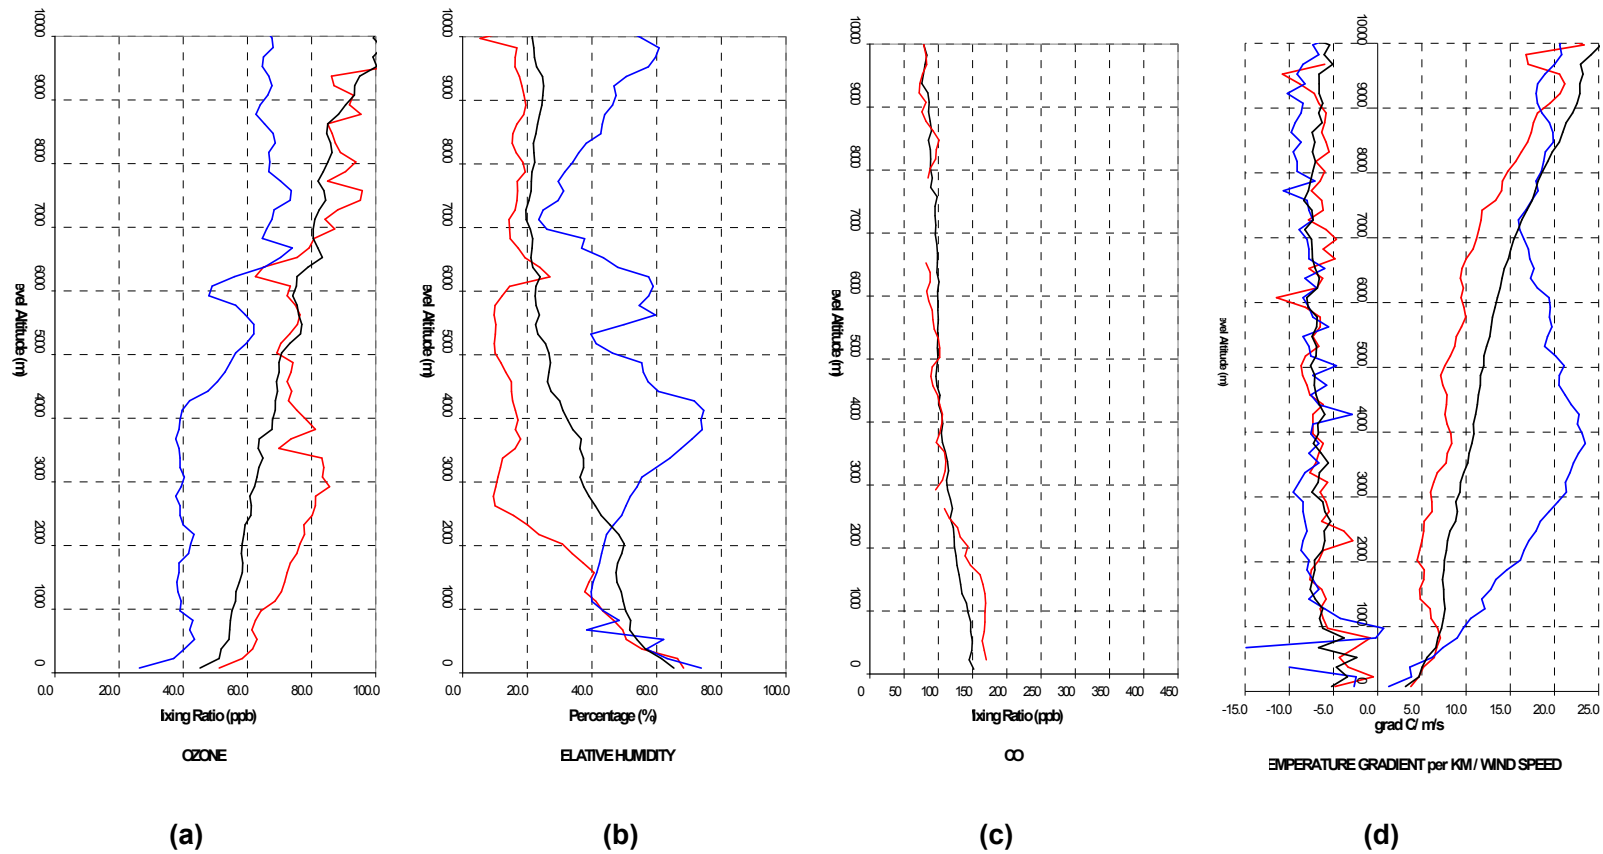 10000
9000
8000
7000
6000
5000
4000
3000
2000
1000
0
evel Altitude (m)
0.0 20.0 40.0 60.0 80.0 100.0
fixing Ratio (ppb)
OZONE
(a)
10000
9000
8000
7000
6000
5000
4000
3000
2000
1000
0
evel Altitude (m)
0.0 20.0 40.0 60.0 80.0 100.0
Percentage (%)
ELATIVE HUMIDITY
(b)
10000
9000
8000
7000
6000
5000
4000
3000
2000
1000
0
evel Altitude (m)
0 50 100 150 200 250 300 350 400 450
fixing Ratio (ppb)
CO
(c)
10000
9000
8000
7000
6000
5000
4000
3000
2000
1000
0
evel Altitude (m)
-15.0 -10.0 -5.0 0.0 5.0 10.0 15.0 20.0 25.0
grad C/ m/s
EMPERATURE GRADIENT per KM / WIND SPEED
(d)